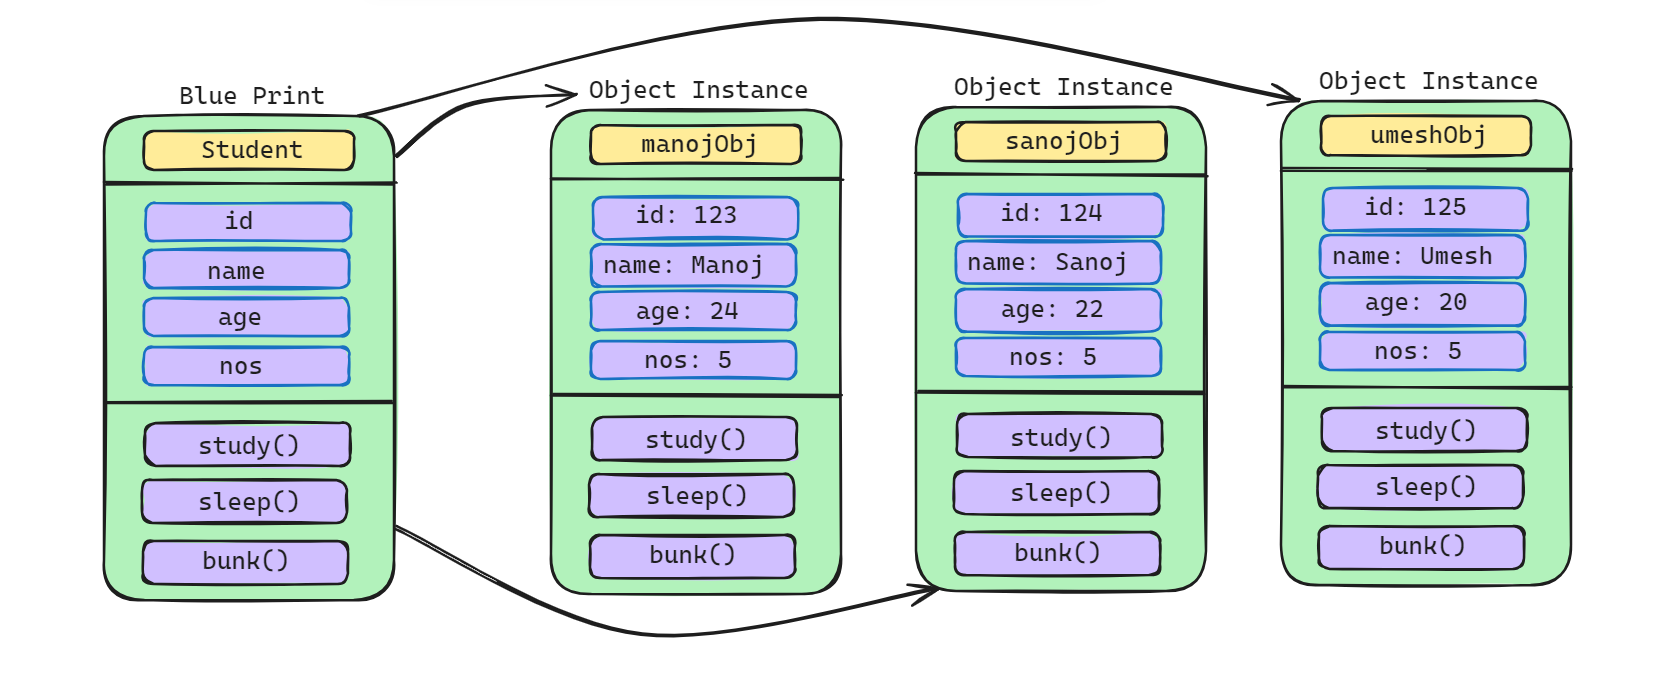 Blue Print
Student
id
name
age
nos
study()
sleep()
bunk()
Object Instance
manojObj
id: 123
name: Manoj
age: 24
nos: 5
study()
sleep()
bunk()
Object Instance
sanojObj
id: 124
name: Sanoj
age: 22
nos: 5
study()
sleep()
bunk()
Object Instance
umeshObj
id: 125
name: Umesh
age: 20
nos: 5
study()
sleep()
bunk()